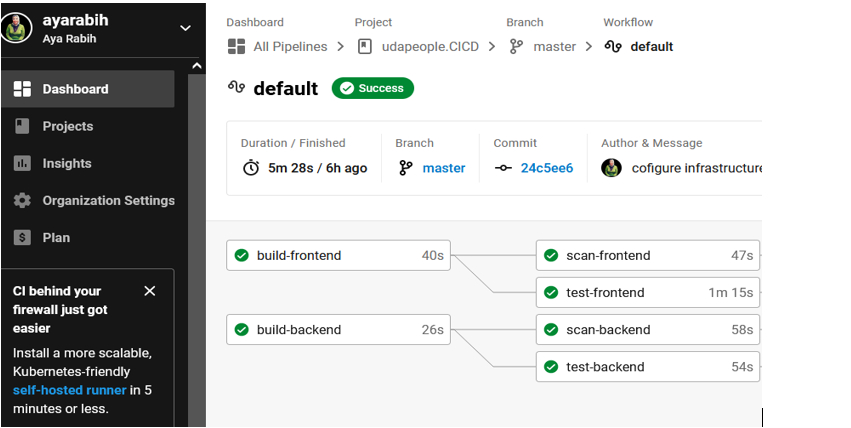 ayarabih
Aya Rabih
Dashboard
Projects
Insights
Organization Settings
Plan
CI behind your
firewall just got
easier
Install a more scalable,
Kubernetes-friendly
self-hosted runner in 5
minutes or less.
Dashboard Project Branch Workflow
All Pipelines udapeople.CICD master default
default Success
Duration / Finished Branch Commit Author & Message
5m 28s / 6h ago master 24c5ee6 cofigure infrastructure
build-frontend 40s scan-frontend 47s
test-frontend 1m 15s
build-backend 26s scan-backend 58s
test-backend 54s